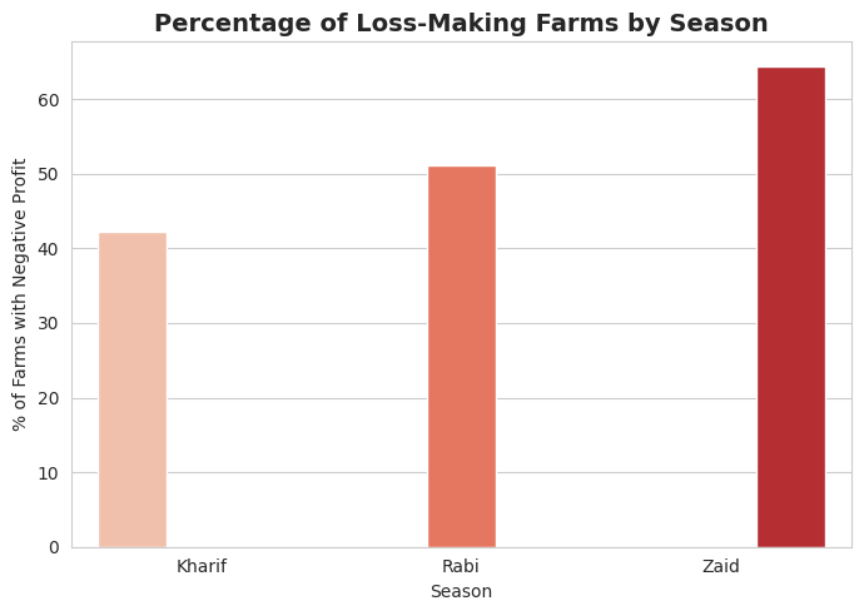 Percentage of Loss-Making Farms by Season
% of Farms with Negative Profit
60
50
40
30
20
10
0
Kharif Rabi Zaid
Season